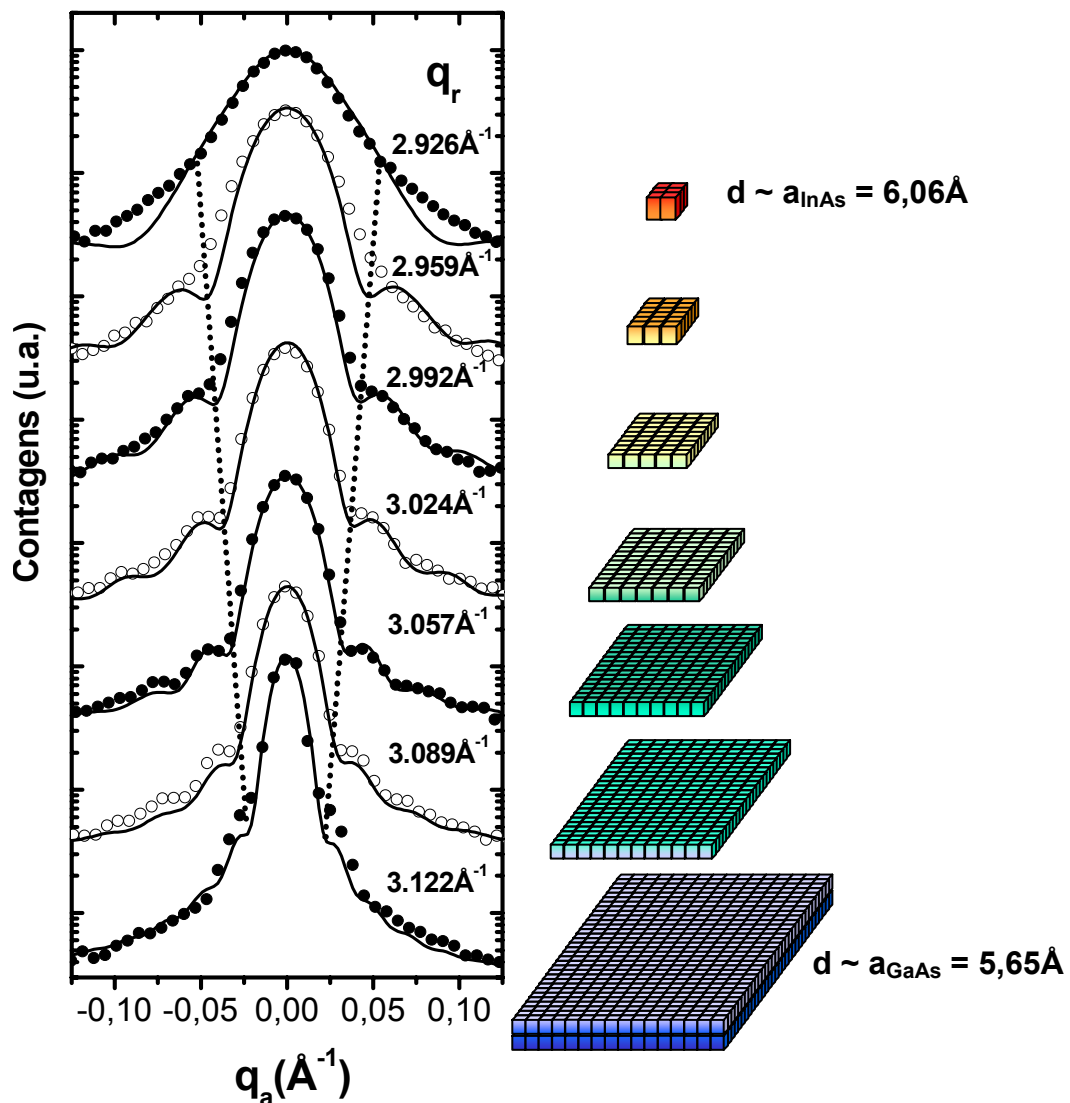 Contagens (u.a.)
q_r
2.926Å⁻¹
2.959Å⁻¹
2.992Å⁻¹
3.024Å⁻¹
3.057Å⁻¹
3.089Å⁻¹
3.122Å⁻¹
-0,10 -0,05 0,00 0,05 0,10
q_a(Å⁻¹)
d ~ a_InAs = 6,06Å
d ~ a_GaAs = 5,65Å